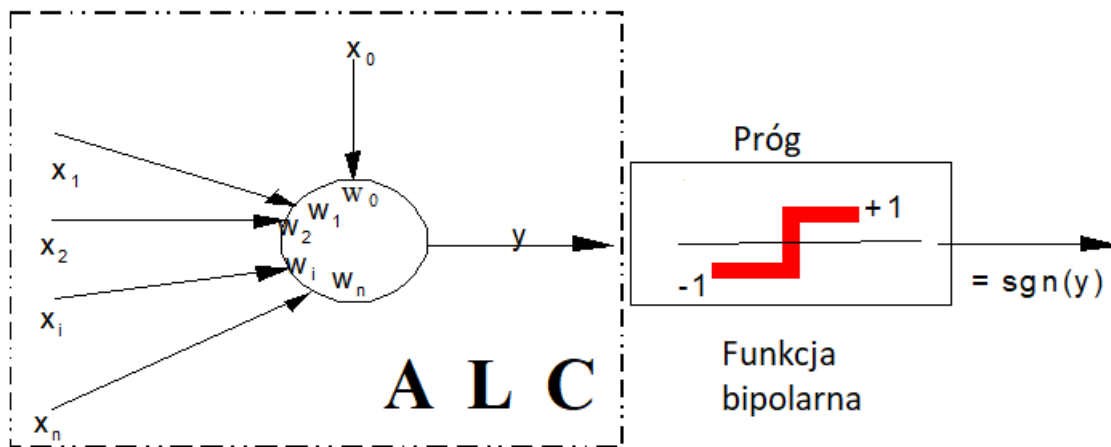 x0
Próg
x1
w0
w1
+1
w2
y
x2
wi
wn
-1
= sgn(y)
xi
Funkcja
bipolarna
A L C
xn